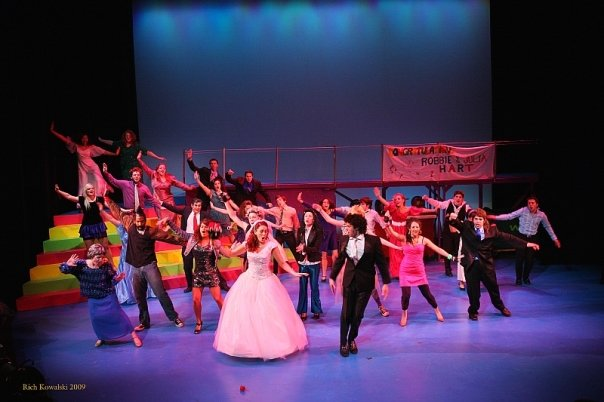 ROBBIE & JULIA
HART
Rich Kowalski 2009